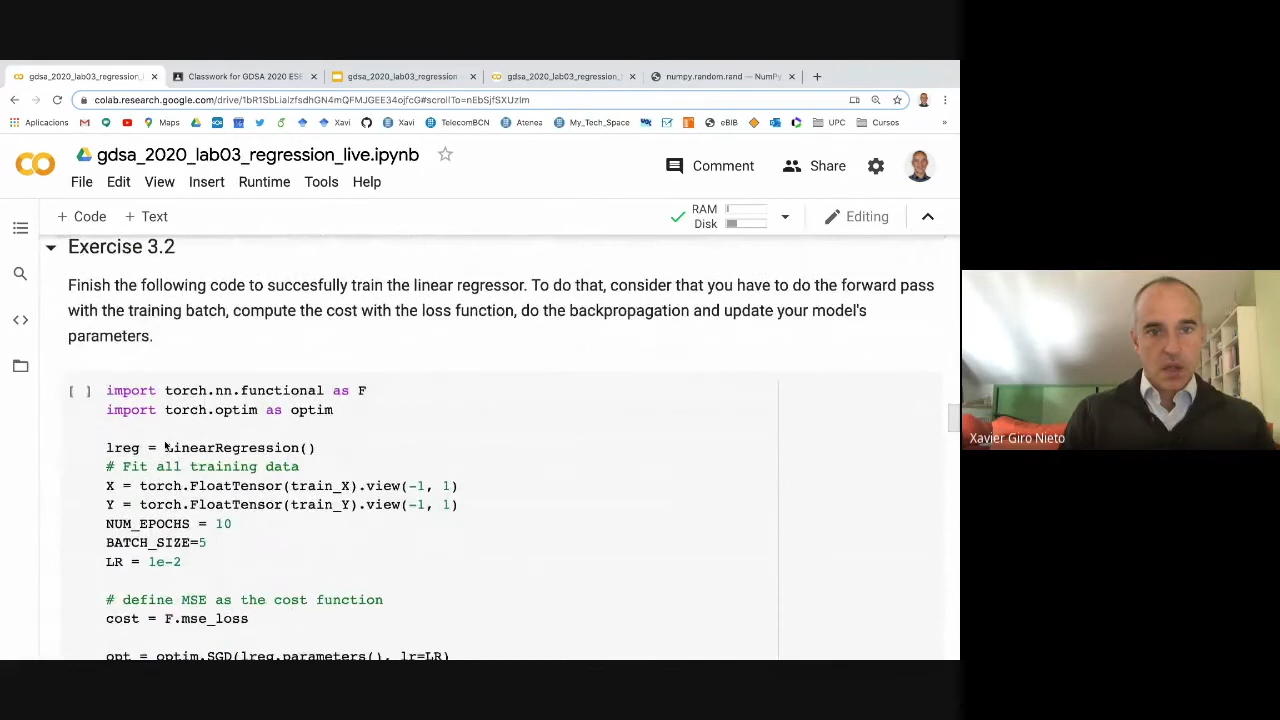 gdsa_2020_lab03_regression_l
Classwork for GDSA 2020 ESE
gdsa_2020_lab03_regression
gdsa_2020_lab03_regression_
numpy.random.rand — NumPy
colab.research.google.com/drive/1bR1SbLiaIzfsdhGN4mQFMJGEE34ojfcG#scrollTo=nEbSjfSXUzIm
Aplicacions
Maps
Xavi
Xavi
TelecomBCN
Atenea
My_Tech_Space
eBIB
UPC
Cursos
»
gdsa_2020_lab03_regression_live.ipynb
File Edit View Insert Runtime Tools Help
Comment
Share
+ Code + Text
RAM
Disk
Editing
Exercise 3.2
Finish the following code to succesfully train the linear regressor. To do that, consider that you have to do the forward pass
with the training batch, compute the cost with the loss function, do the backpropagation and update your model's
parameters.
[ ] import torch.nn.functional as F
import torch.optim as optim
lreg = LinearRegression()
# Fit all training data
X = torch.FloatTensor(train_X).view(-1, 1)
Y = torch.FloatTensor(train_Y).view(-1, 1)
NUM_EPOCHS = 10
BATCH_SIZE=5
LR = 1e-2
# define MSE as the cost function
cost = F.mse_loss
opt = optim.SGD(lreg.parameters(), lr=LR)
Xavier Giro Nieto